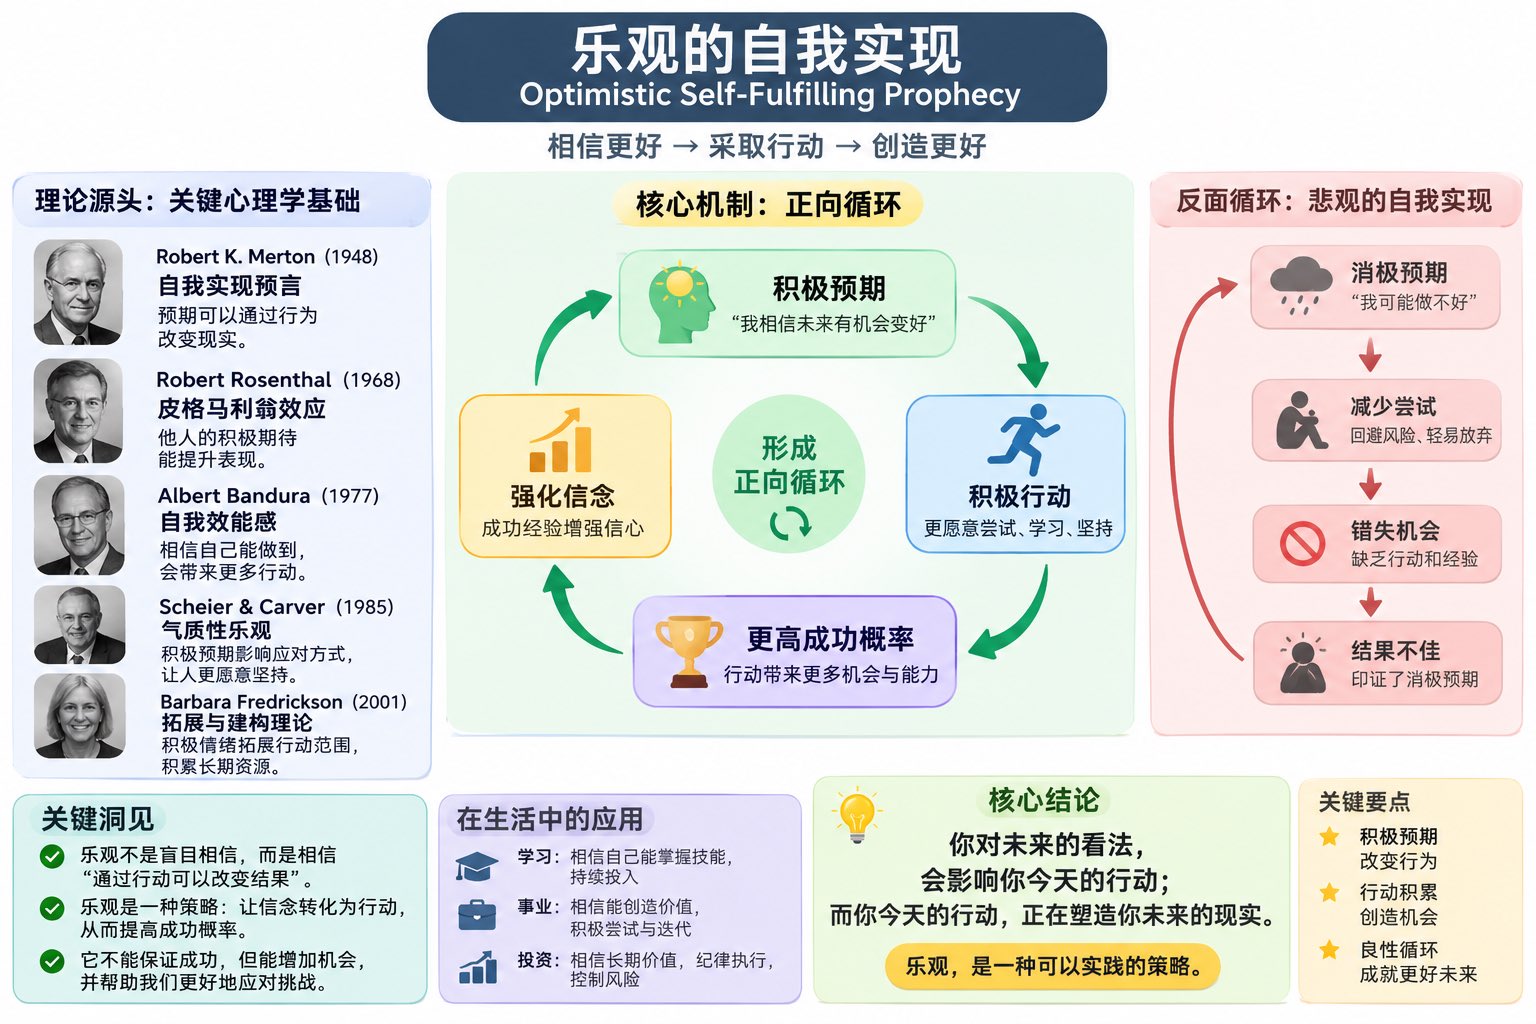 乐观的自我实现
Optimistic Self-Fulfilling Prophecy
相信更好 → 采取行动 → 创造更好
理论源头：关键心理学基础
Robert K. Merton (1948)
自我实现预言
预期可以通过行为
改变现实。
Robert Rosenthal (1968)
皮格马利翁效应
他人的积极期待
能提升表现。
Albert Bandura (1977)
自我效能感
相信自己能做到，
会带来更多行动。
Scheier & Carver (1985)
气质性乐观
积极预期影响应对方式，
让人更愿意坚持。
Barbara Fredrickson (2001)
拓展与建构理论
积极情绪拓展行动范围，
积累长期资源。
核心机制：正向循环
积极预期
“我相信未来有机会变好”
积极行动
更愿意尝试、学习、坚持
更高成功概率
行动带来更多机会与能力
强化信念
成功经验增强信心
形成
正向循环
反面循环：悲观的自我实现
消极预期
“我可能做不好”
减少尝试
回避风险、轻易放弃
错失机会
缺乏行动和经验
结果不佳
印证了消极预期
关键洞见
乐观不是盲目相信，而是相信
“通过行动可以改变结果”。
乐观是一种策略：让信念转化为行动，
从而提高成功概率。
它不能保证成功，但能增加机会，
并帮助我们更好地应对挑战。
在生活中的应用
学习：相信自己能掌握技能，
持续投入
事业：相信能创造价值，
积极尝试与迭代
投资：相信长期价值，纪律执行，
控制风险
核心结论
你对未来的看法，
会影响你今天的行动；
而你今天的行动，正在塑造你未来的现实。
乐观，是一种可以实践的策略。
关键要点
积极预期
改变行为
行动积累
创造机会
良性循环
成就更好未来